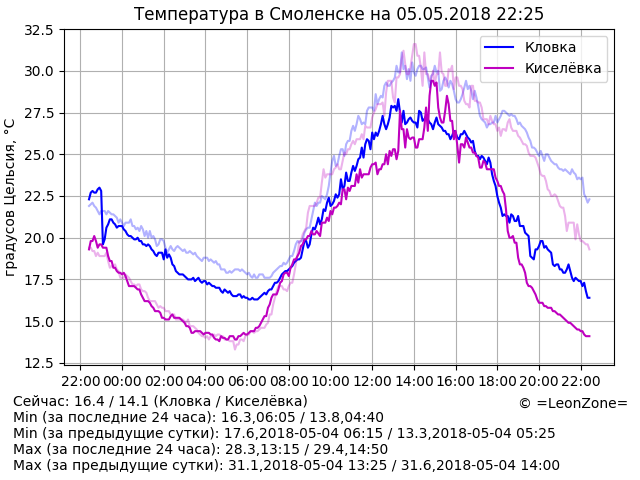 Температура в Смоленске на 05.05.2018 22:25
32.5
30.0
27.5
25.0
22.5
20.0
17.5
15.0
12.5
градусов Цельсия, °C
Кловка
Киселёвка
22:00 00:00 02:00 04:00 06:00 08:00 10:00 12:00 14:00 16:00 18:00 20:00 22:00
Сейчас: 16.4 / 14.1 (Кловка / Киселёвка)
© =LeonZone=
Min (за последние 24 часа): 16.3,06:05 / 13.8,04:40
Min (за предыдущие сутки): 17.6,2018-05-04 06:15 / 13.3,2018-05-04 05:25
Max (за последние 24 часа): 28.3,13:15 / 29.4,14:50
Max (за предыдущие сутки): 31.1,2018-05-04 13:25 / 31.6,2018-05-04 14:00